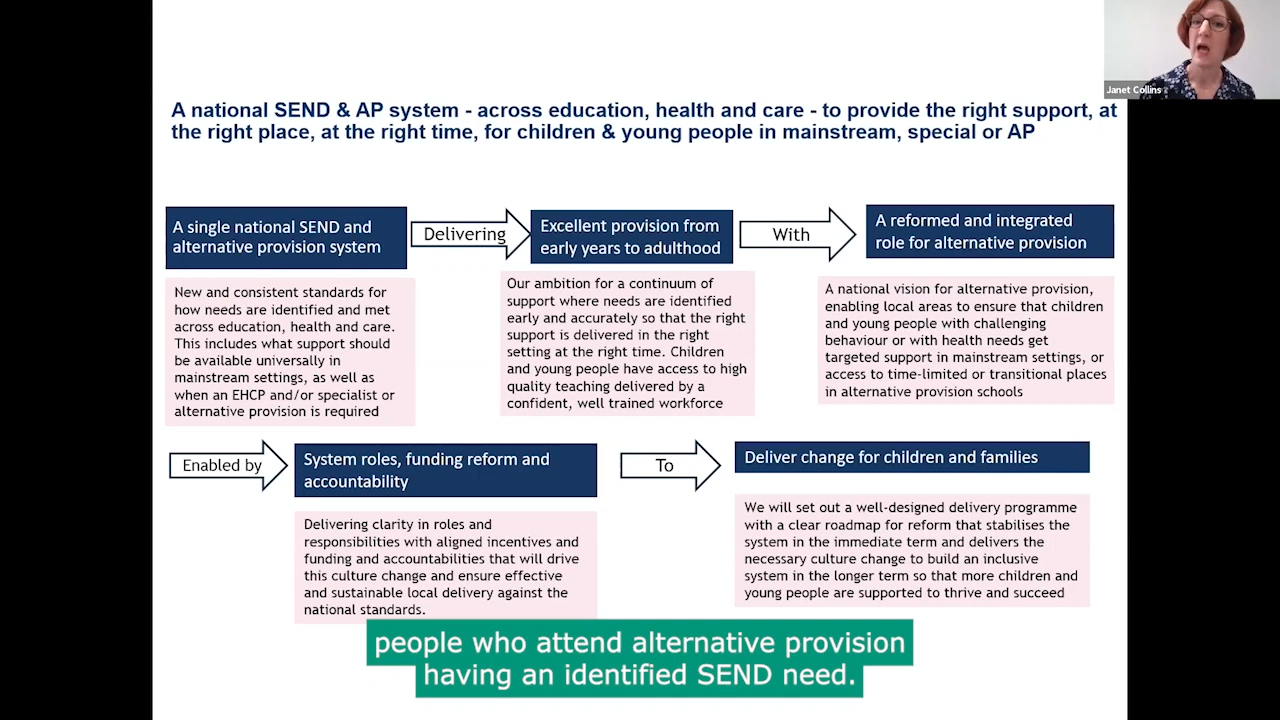 Janet Collins
A national SEND & AP system - across education, health and care - to provide the right support, at
the right place, at the right time, for children & young people in mainstream, special or AP
A single national SEND and
alternative provision system
Delivering
Excellent provision from
early years to adulthood
With
A reformed and integrated
role for alternative provision
New and consistent standards for
how needs are identified and met
across education, health and care.
This includes what support should
be available universally in
mainstream settings, as well as
when an EHCP and/or specialist or
alternative provision is required
Our ambition for a continuum of
support where needs are identified
early and accurately so that the right
support is delivered in the right
setting at the right time. Children
and young people have access to high
quality teaching delivered by a
confident, well trained workforce
A national vision for alternative provision,
enabling local areas to ensure that children
and young people with challenging
behaviour or with health needs get
targeted support in mainstream settings, or
access to time-limited or transitional places
in alternative provision schools
Enabled by
System roles, funding reform and
accountability
To
Deliver change for children and families
Delivering clarity in roles and
responsibilities with aligned incentives and
funding and accountabilities that will drive
this culture change and ensure effective
and sustainable local delivery against the
national standards.
We will set out a well-designed delivery programme
with a clear roadmap for reform that stabilises the
system in the immediate term and delivers the
necessary culture change to build an inclusive
system in the longer term so that more children and
young people are supported to thrive and succeed
people who attend alternative provision
having an identified SEND need.